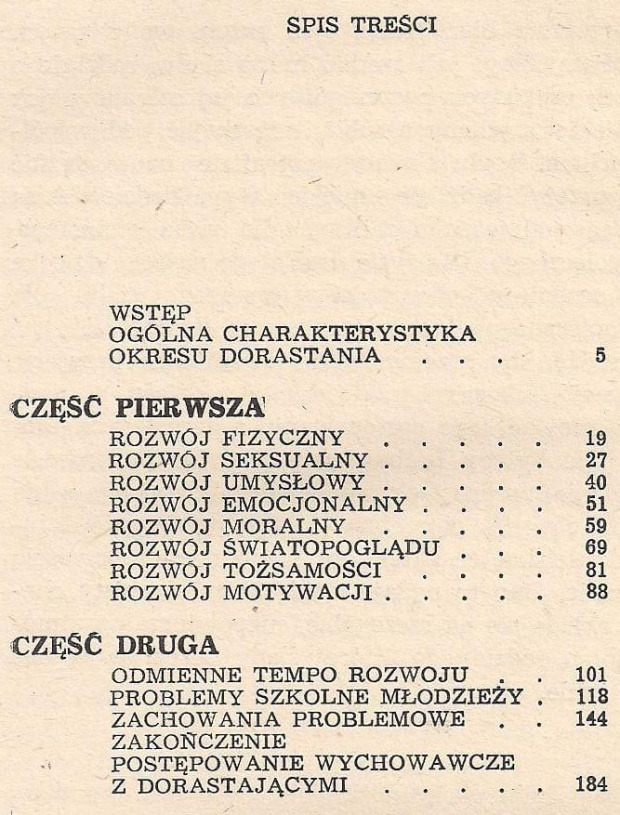 SPIS TREŚCI
WSTĘP
OGÓLNA CHARAKTERYSTYKA
OKRESU DORASTANIA . . . 5
CZĘŚĆ PIERWSZA
ROZWÓJ FIZYCZNY . . . . . 19
ROZWÓJ SEKSUALNY . . . . . 27
ROZWÓJ UMYSŁOWY . . . . . 40
ROZWÓJ EMOCJONALNY . . . . 51
ROZWÓJ MORALNY . . . . . 59
ROZWÓJ ŚWIATOPOGLĄDU . . . 69
ROZWÓJ TOŻSAMOŚCI . . . . 81
ROZWÓJ MOTYWACJI . . . . . 88
CZĘŚĆ DRUGA
ODMIENNE TEMPO ROZWOJU . . 101
PROBLEMY SZKOLNE MŁODZIEŻY . 118
ZACHOWANIA PROBLEMOWE . . 144
ZAKOŃCZENIE
POSTĘPOWANIE WYCHOWAWCZE
Z DORASTAJĄCYMI . . . . . 184